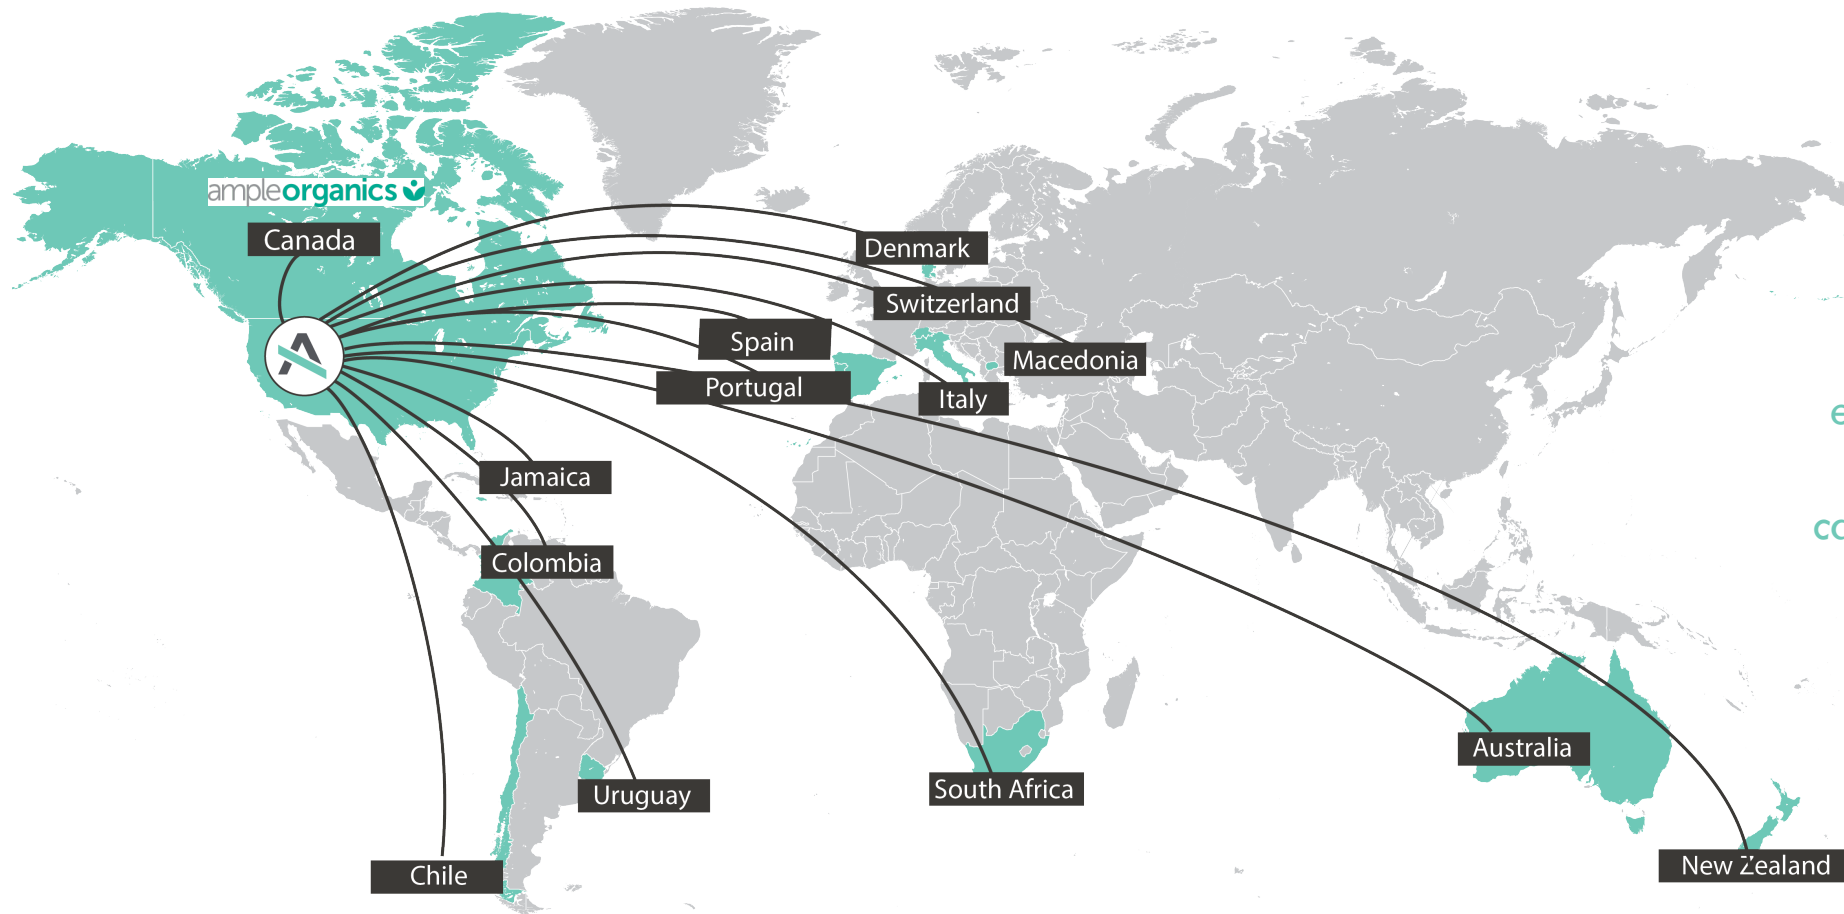 ampleorganics
Canada
Denmark
Switzerland
Spain
Macedonia
Portugal
Italy
Jamaica
Colombia
Australia
South Africa
Uruguay
New Zealand
Chile